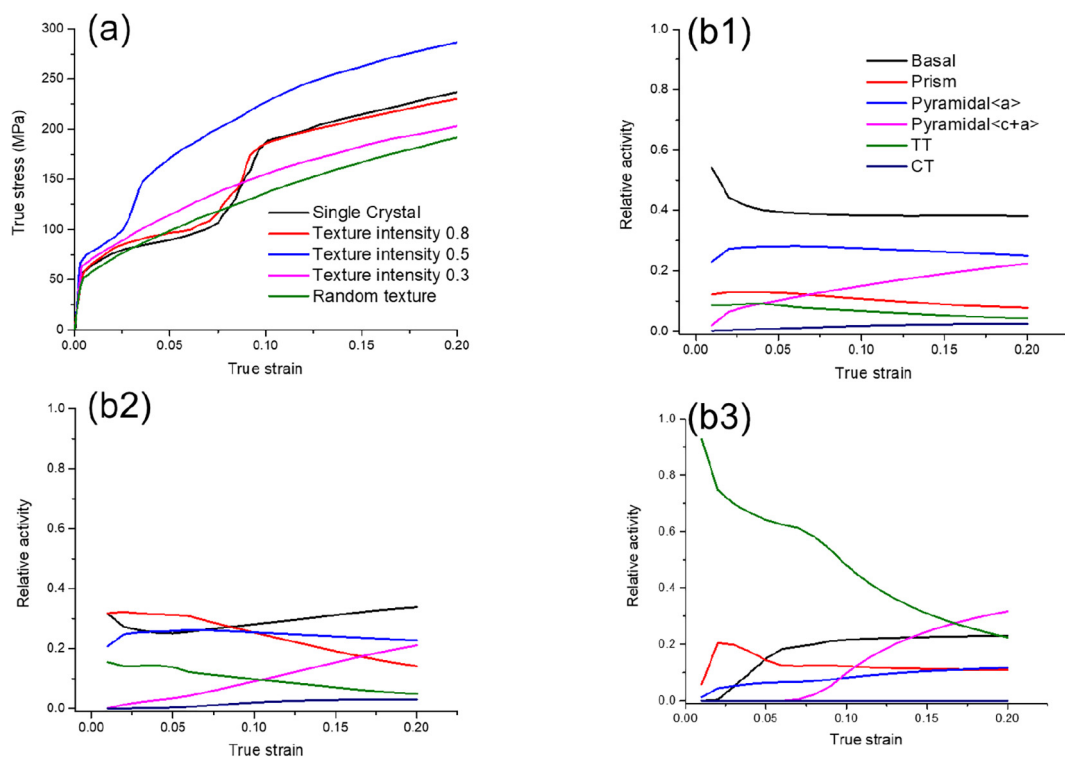 (a)
300
250
200
150
100
50
0
True stress (MPa)
Single Crystal
Texture intensity 0.8
Texture intensity 0.5
Texture intensity 0.3
Random texture
0.00 0.05 0.10 0.15 0.20
True strain
(b1)
1.0
0.8
0.6
0.4
0.2
0.0
Relative activity
Basal
Prism
Pyramidal<a>
Pyramidal<c+a>
TT
CT
0.00 0.05 0.10 0.15 0.20
True strain
(b2)
1.0
0.8
0.6
0.4
0.2
0.0
Relative activity
0.00 0.05 0.10 0.15 0.20
True strain
(b3)
1.0
0.8
0.6
0.4
0.2
0.0
Relative activity
0.00 0.05 0.10 0.15 0.20
True strain